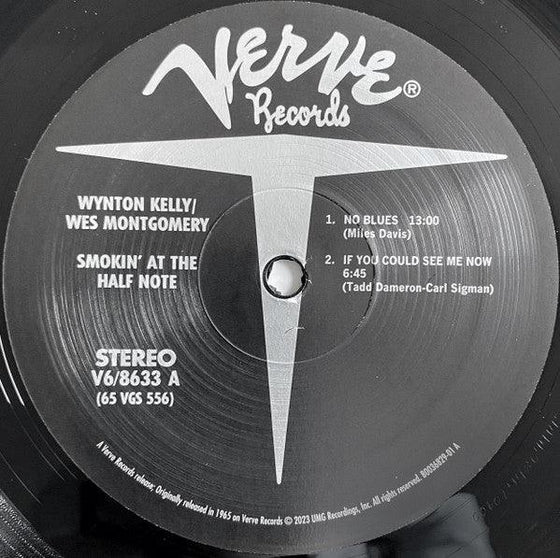 VERVE®
Records
WYNTON KELLY/
WES MONTGOMERY
SMOKIN' AT THE
HALF NOTE
STEREO
V6/8633 A
(65 VGS 556)
1. NO BLUES 13:00
(Miles Davis)
2. IF YOU COULD SEE ME NOW
6:45
(Tadd Dameron-Carl Sigman)
A Verve Records release; Originally released in 1965 on Verve Records © 2023 UMG Recordings, Inc. All rights reserved. B0036829-01 A